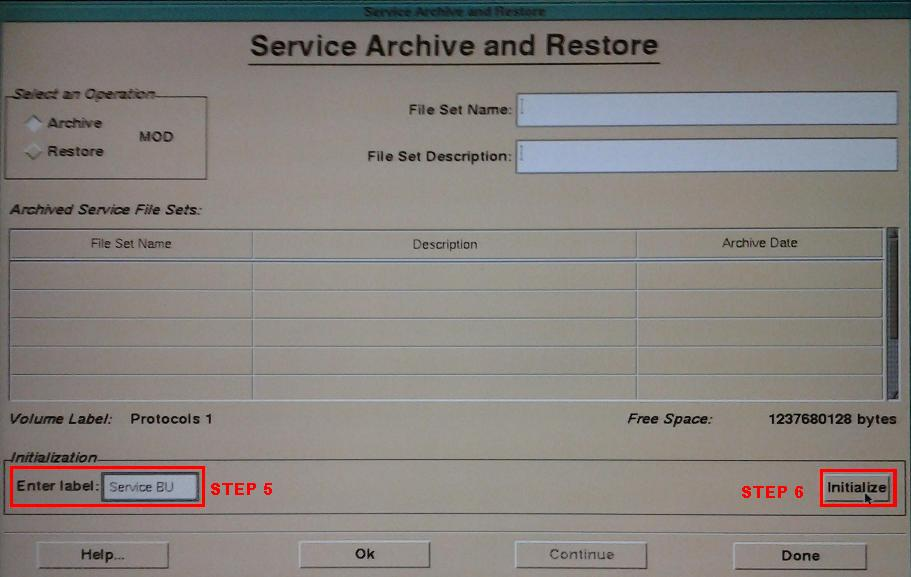 Service Archive and Restore
Service Archive and Restore
Select an Operation
Archive
MOD
Restore
File Set Name:
File Set Description:
Archived Service File Sets:
File Set Name Description Archive Date
Volume Label: Protocols 1 Free Space: 1237680128 bytes
Initialization
Enter label: Service BU STEP 5 STEP 6 Initialize
Help... Ok Continue Done